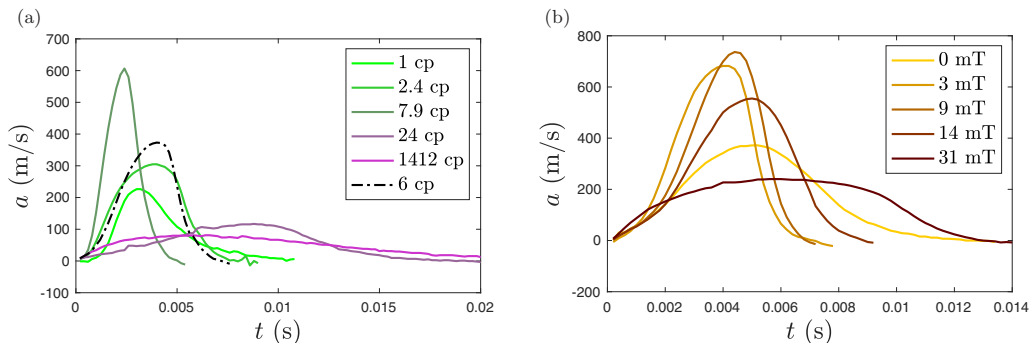 (a)
700
600
500
400
300
200
100
0
-100
a (m/s)
0
0.005
0.01
0.015
0.02
t (s)
1 cp
2.4 cp
7.9 cp
24 cp
1412 cp
6 cp
(b)
800
600
400
200
0
-200
a (m/s)
0
0.002
0.004
0.006
0.008
0.01
0.012
0.014
t (s)
0 mT
3 mT
9 mT
14 mT
31 mT